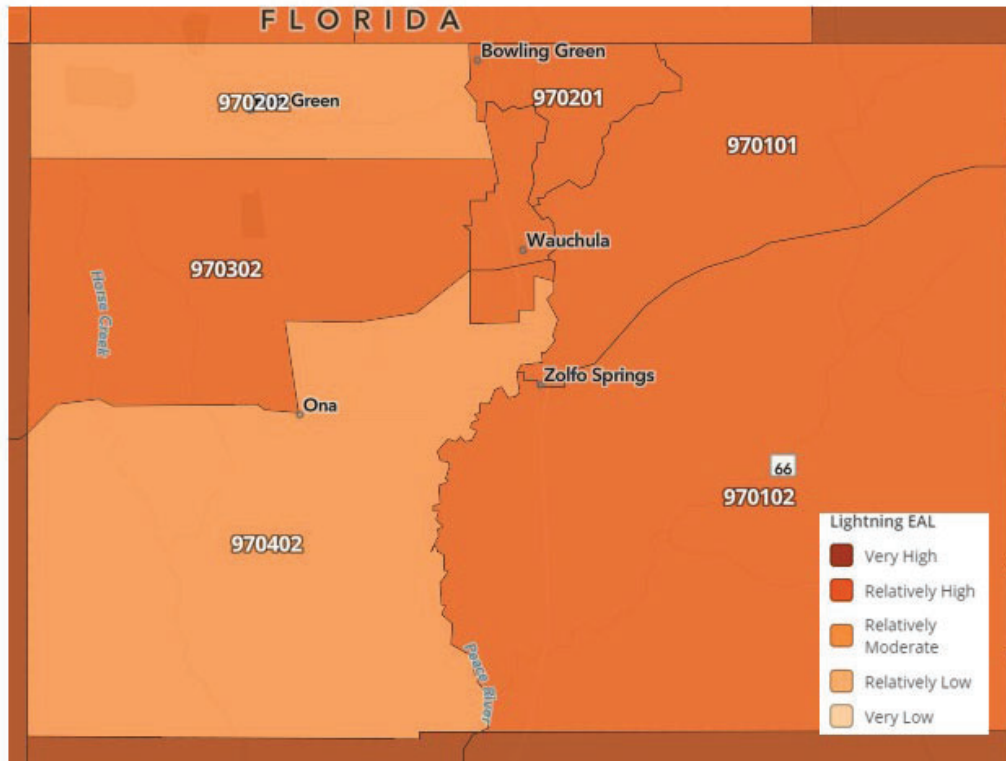 FLORIDA
Bowling Green
970202
Green
970201
970101
Wauchula
970302
Horse Creek
Zolfo Springs
Ona
66
970102
970402
Peace River
Lightning EAL
Very High
Relatively High
Relatively
Moderate
Relatively Low
Very Low